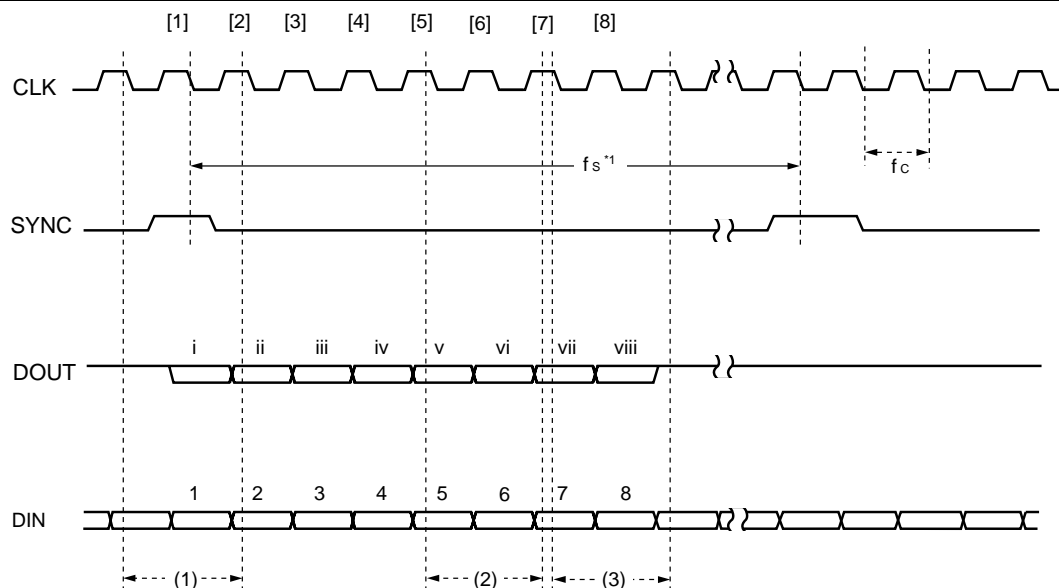 [1] [2] [3] [4] [5] [6] [7] [8]
CLK
fS*1
fC
SYNC
i ii iii iv v vi vii viii
DOUT
1 2 3 4 5 6 7 8
DIN
(1) (2) (3)